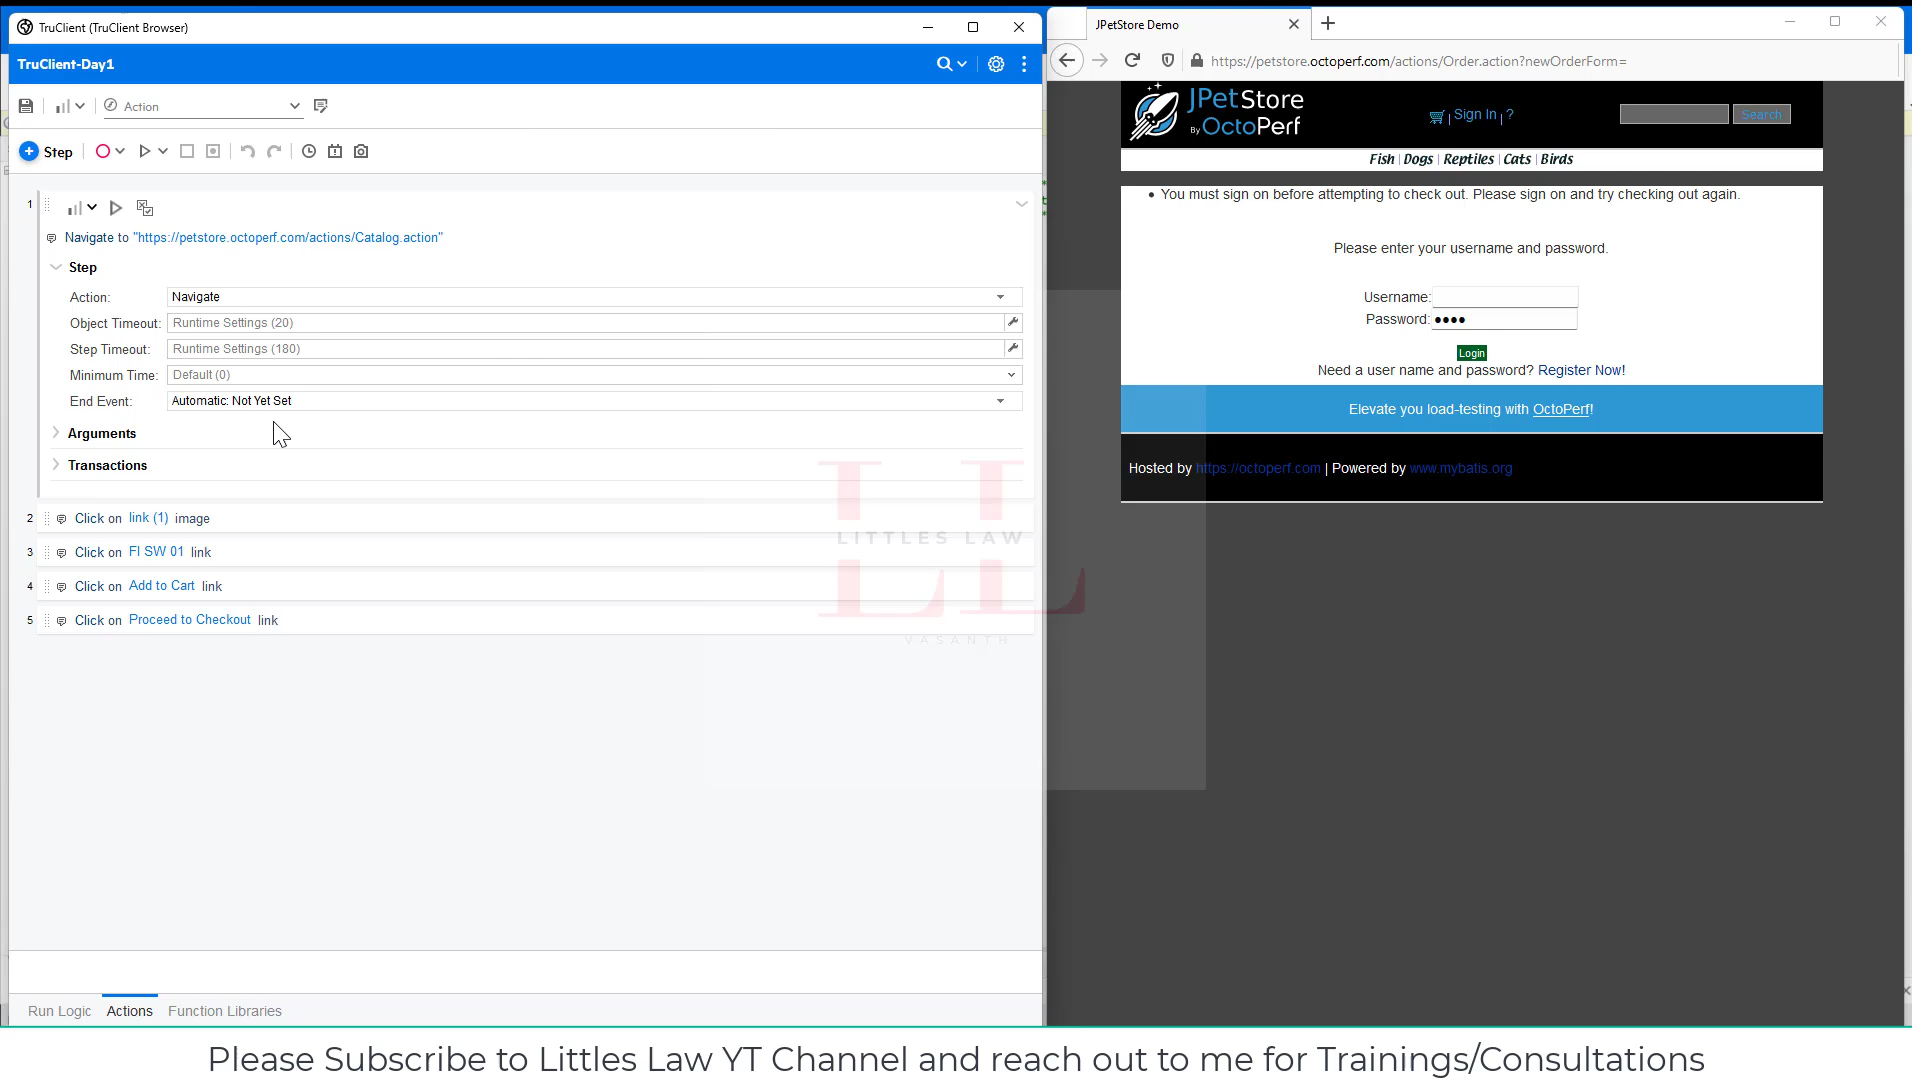 TruClient (TruClient Browser)
TruClient-Day1
Action
Step
1
Navigate to "https://petstore.octoperf.com/actions/Catalog.action"
Step
Action: Navigate
Object Timeout: Runtime Settings (20)
Step Timeout: Runtime Settings (180)
Minimum Time: Default (0)
End Event: Automatic: Not Yet Set
Arguments
Transactions
2 Click on link (1) image
3 Click on FI SW 01 link
4 Click on Add to Cart link
5 Click on Proceed to Checkout link
Run Logic Actions Function Libraries
JPetStore Demo
https://petstore.octoperf.com/actions/Order.action?newOrderForm=
JPetStore
By OctoPerf
Sign In | ?
Search
Fish | Dogs | Reptiles | Cats | Birds
• You must sign on before attempting to check out. Please sign on and try checking out again.
Please enter your username and password.
Username:
Password: ●●●●
Login
Need a user name and password? Register Now!
Elevate you load-testing with OctoPerf!
Hosted by https://octoperf.com | Powered by www.mybatis.org
LL
LITTLES LAW
VASANTH
Please Subscribe to Littles Law YT Channel and reach out to me for Trainings/Consultations